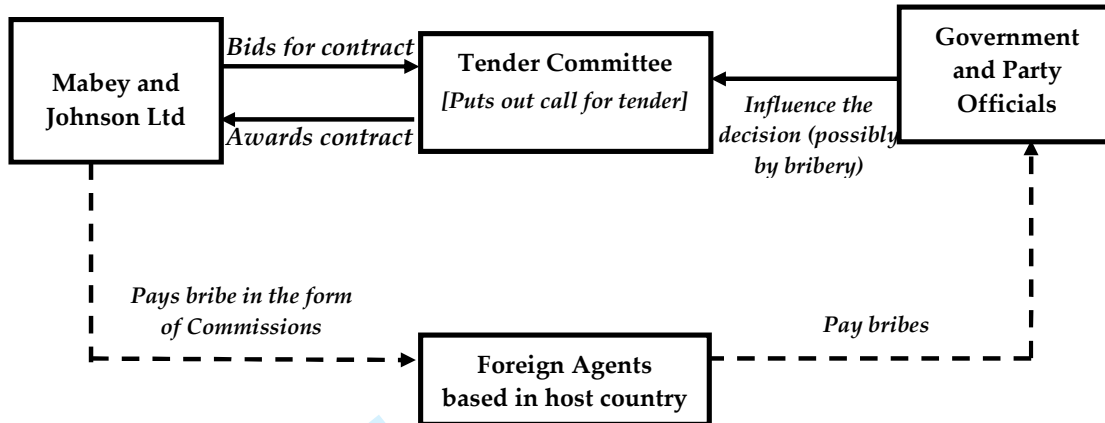 Mabey and
Johnson Ltd
Bids for contract
Awards contract
Tender Committee
[Puts out call for tender]
Government
and Party
Officials
Influence the
decision (possibly
by bribery)
Pays bribe in the form
of Commissions
Foreign Agents
based in host country
Pay bribes